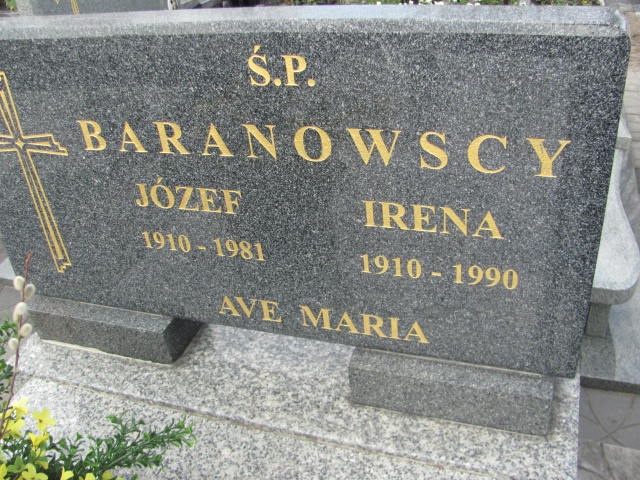 Ś.P.
BARANOWSCY
JÓZEF IRENA
1910 - 1981 1910 - 1990
AVE MARIA